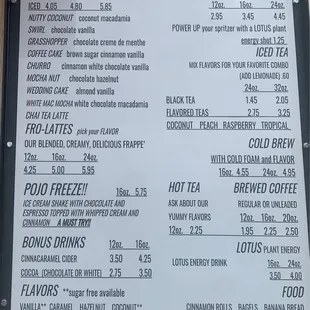 ICED 4.05 4.80 5.85
NUTTY COCONUT coconut macadamia
SWIRL chocolate vanilla
GRASSHOPPER chocolate creme de menthe
COFFEE CAKE brown sugar cinnamon vanilla
CHURRO cinnamon white chocolate vanilla
MOCHA NUT chocolate hazelnut
WEDDING CAKE almond vanilla
WHITE MAC MOCHA white chocolate macadamia
CHAI TEA LATTE
FRO-LATTES pick your FLAVOR
OUR BLENDED, CREAMY, DELICIOUS FRAPPE'
12oz. 16oz. 24oz.
4.25 5.00 5.95
POJO FREEZE!! 16oz. 5.75
ICE CREAM SHAKE WITH CHOCOLATE AND
ESPRESSO TOPPED WITH WHIPPED CREAM AND
CINNAMON A MUST TRY!!
BONUS DRINKS 12oz. 16oz.
CINNACARAMEL CIDER 3.50 4.25
COCOA (CHOCOLATE OR WHITE) 2.75 3.50
FLAVORS **sugar free available
VANILLA** CARAMEL HAZELNUT COCONUT**
12oz. 16oz. 24oz.
2.95 3.45 4.45
POWER UP your spritzer with a LOTUS plant
energy shot 1.25
ICED TEA
MIX FLAVORS FOR YOUR FAVORITE COMBO
(ADD LEMONADE) .60
24oz. 32oz.
BLACK TEA 1.45 2.05
FLAVORED TEAS 2.75 3.25
COCONUT PEACH RASPBERRY TROPICAL
COLD BREW
WITH COLD FOAM and FLAVOR
16oz. 4.55 24oz. 4.95
HOT TEA
ASK ABOUT OUR
YUMMY FLAVORS
12oz. 2.25
BREWED COFFEE
REGULAR OR UNLEADED
12oz. 16oz. 20oz.
1.95 2.25 2.50
LOTUS PLANT ENERGY
LOTUS ENERGY DRINK 16oz. 24oz.
3.50 4.00
FOOD
CINNAMON ROLLS BAGELS BANANA BREAD